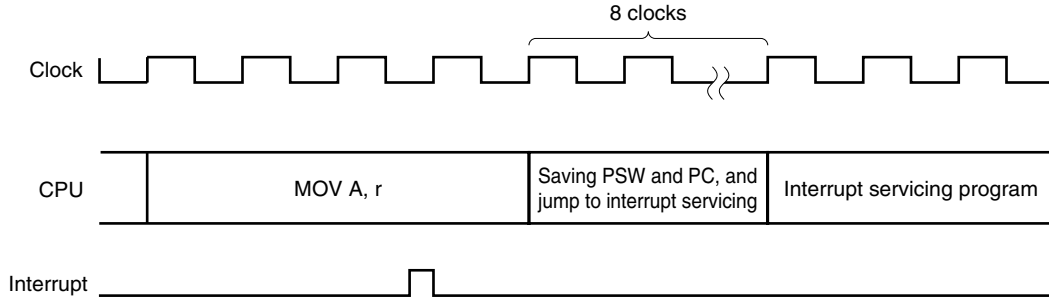 8 clocks
Clock
CPU
MOV A, r
Saving PSW and PC, and
jump to interrupt servicing
Interrupt servicing program
Interrupt